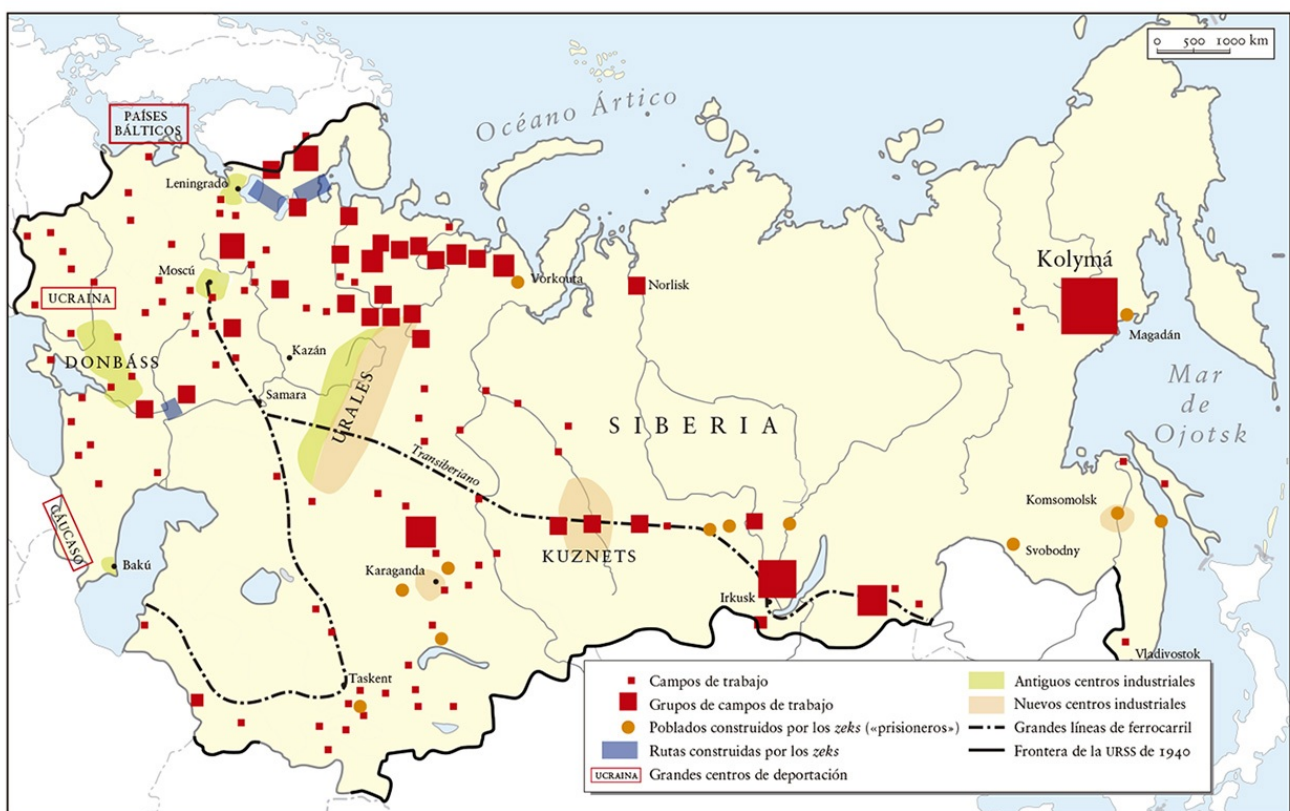 0 500 1000 km
Océano Ártico
PAÍSES
BÁLTICOS
Leningrado
Moscú
Vorkouta
Norlisk
Kolymá
Magadán
UCRAINA
DONBÁSS
Kazán
Samara
URALES
SIBERIA
Mar
de
Ojotsk
Transiberiano
CÁUCASO
Bakú
Karaganda
KUZNETS
Komsomolsk
Svobodny
Irkusk
Taskent
Vladivostok
Campos de trabajo
Grupos de campos de trabajo
Poblados construidos por los zeks («prisioneros»)
Rutas construidas por los zeks
UCRAINA Grandes centros de deportación
Antiguos centros industriales
Nuevos centros industriales
Grandes líneas de ferrocarril
Frontera de la URSS de 1940